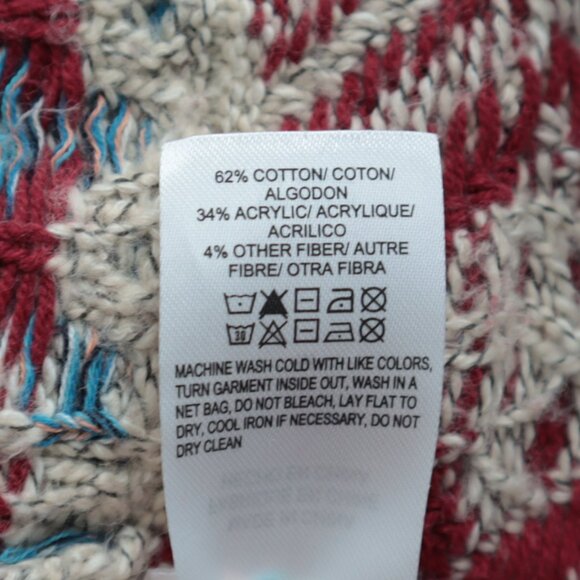 62% COTTON/ COTON/
ALGODON
34% ACRYLIC/ ACRYLIQUE/
ACRILICO
4% OTHER FIBER/ AUTRE
FIBRE/ OTRA FIBRA
30
MACHINE WASH COLD WITH LIKE COLORS,
TURN GARMENT INSIDE OUT, WASH IN A
NET BAG, DO NOT BLEACH, LAY FLAT TO
DRY, COOL IRON IF NECESSARY, DO NOT
DRY CLEAN